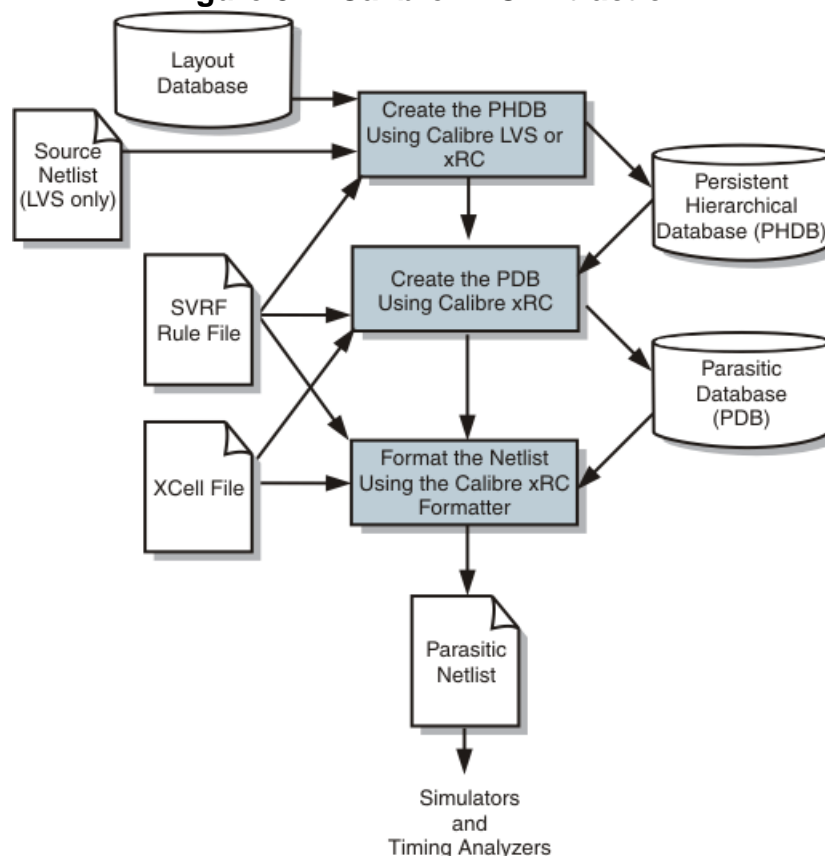 Layout
Database
Create the PHDB
Using Calibre LVS or
xRC
Source
Netlist
(LVS only)
Persistent
Hierarchical
Database (PHDB)
SVRF
Rule File
Create the PDB
Using Calibre xRC
Parasitic
Database
(PDB)
XCell File
Format the Netlist
Using the Calibre xRC
Formatter
Parasitic
Netlist
Simulators
and
Timing Analyzers